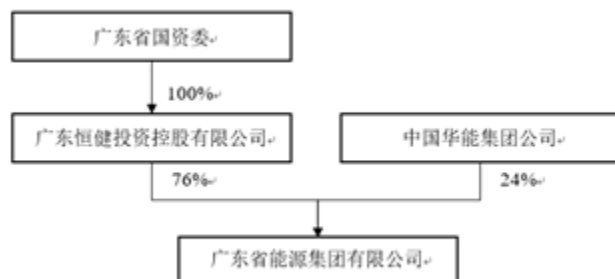 广东省国资委
100%
广东恒健投资控股有限公司
中国华能集团公司
76%
24%
广东省能源集团有限公司